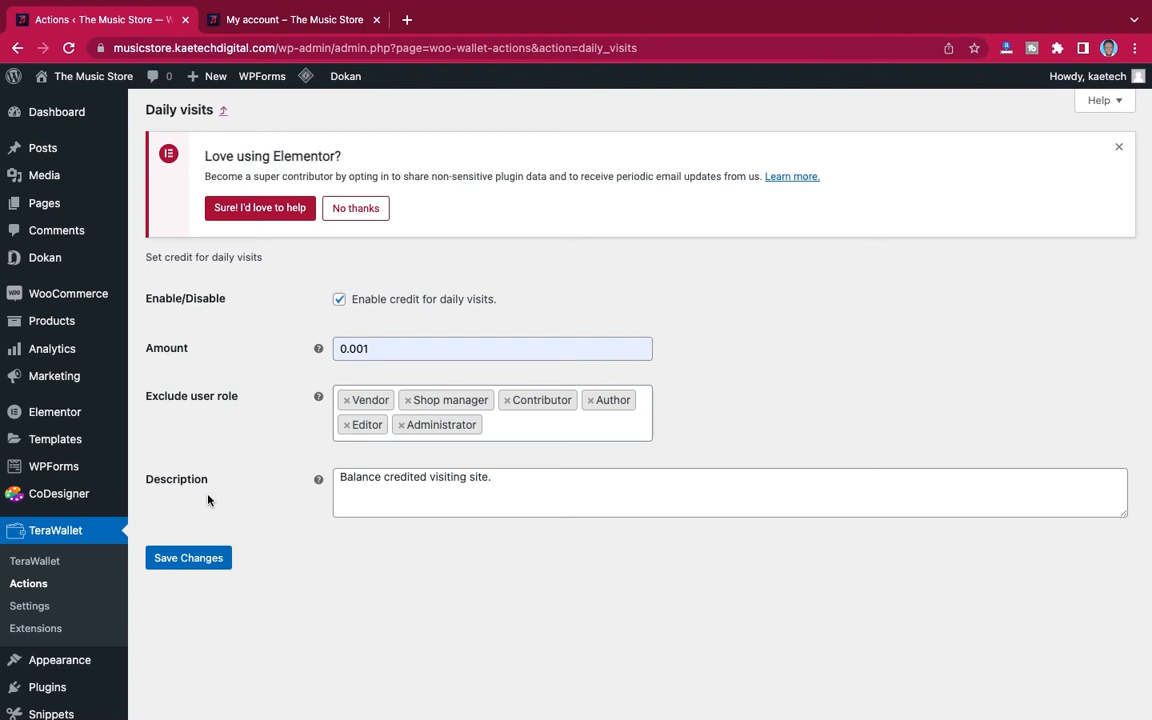 Actions ‹ The Music Store — W
My account – The Music Store
musicstore.kaetechdigital.com/wp-admin/admin.php?page=woo-wallet-actions&action=daily_visits
The Music Store
0
New
WPForms
Dokan
Howdy, kaetech
Help
Dashboard
Posts
Media
Pages
Comments
Dokan
WooCommerce
Products
Analytics
Marketing
Elementor
Templates
WPForms
CoDesigner
TeraWallet
TeraWallet
Actions
Settings
Extensions
Appearance
Plugins
Snippets
Daily visits
Love using Elementor?
Become a super contributor by opting in to share non-sensitive plugin data and to receive periodic email updates from us. Learn more.
Sure! I'd love to help
No thanks
Set credit for daily visits
Enable/Disable
Enable credit for daily visits.
Amount
0.001
Exclude user role
×Vendor ×Shop manager ×Contributor ×Author
×Editor ×Administrator
Description
Balance credited visiting site.
Save Changes